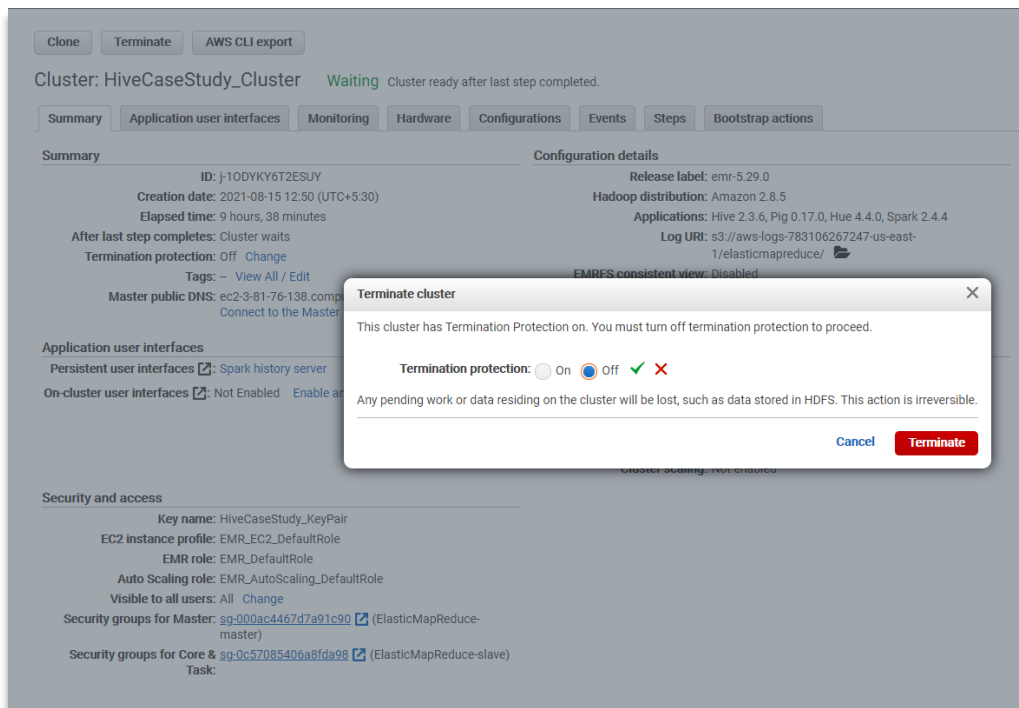 Clone Terminate AWS CLI export
Cluster: HiveCaseStudy_Cluster Waiting Cluster ready after last step completed.
Summary Application user interfaces Monitoring Hardware Configurations Events Steps Bootstrap actions
Summary
ID: j-1ODYKY6T2ESUY
Creation date: 2021-08-15 12:50 (UTC+5:30)
Elapsed time: 9 hours, 38 minutes
After last step completes: Cluster waits
Termination protection: Off Change
Tags: -- View All / Edit
Master public DNS: ec2-3-81-76-138.comp
Connect to the Master
Configuration details
Release label: emr-5.29.0
Hadoop distribution: Amazon 2.8.5
Applications: Hive 2.3.6, Pig 0.17.0, Hue 4.4.0, Spark 2.4.4
Log URI: s3://aws-logs-783106267247-us-east-
1/elasticmapreduce/
EMRFS consistent view: Disabled
Application user interfaces
Persistent user interfaces : Spark history server
On-cluster user interfaces : Not Enabled Enable an
Terminate cluster
This cluster has Termination Protection on. You must turn off termination protection to proceed.
Termination protection: On Off
Any pending work or data residing on the cluster will be lost, such as data stored in HDFS. This action is irreversible.
Cancel Terminate
Cluster scaling: Not enabled
Security and access
Key name: HiveCaseStudy_KeyPair
EC2 instance profile: EMR_EC2_DefaultRole
EMR role: EMR_DefaultRole
Auto Scaling role: EMR_AutoScaling_DefaultRole
Visible to all users: All Change
Security groups for Master: sg-000ac4467d7a91c90 (ElasticMapReduce-
master)
Security groups for Core & sg-0c57085406a8fda98 (ElasticMapReduce-slave)
Task: